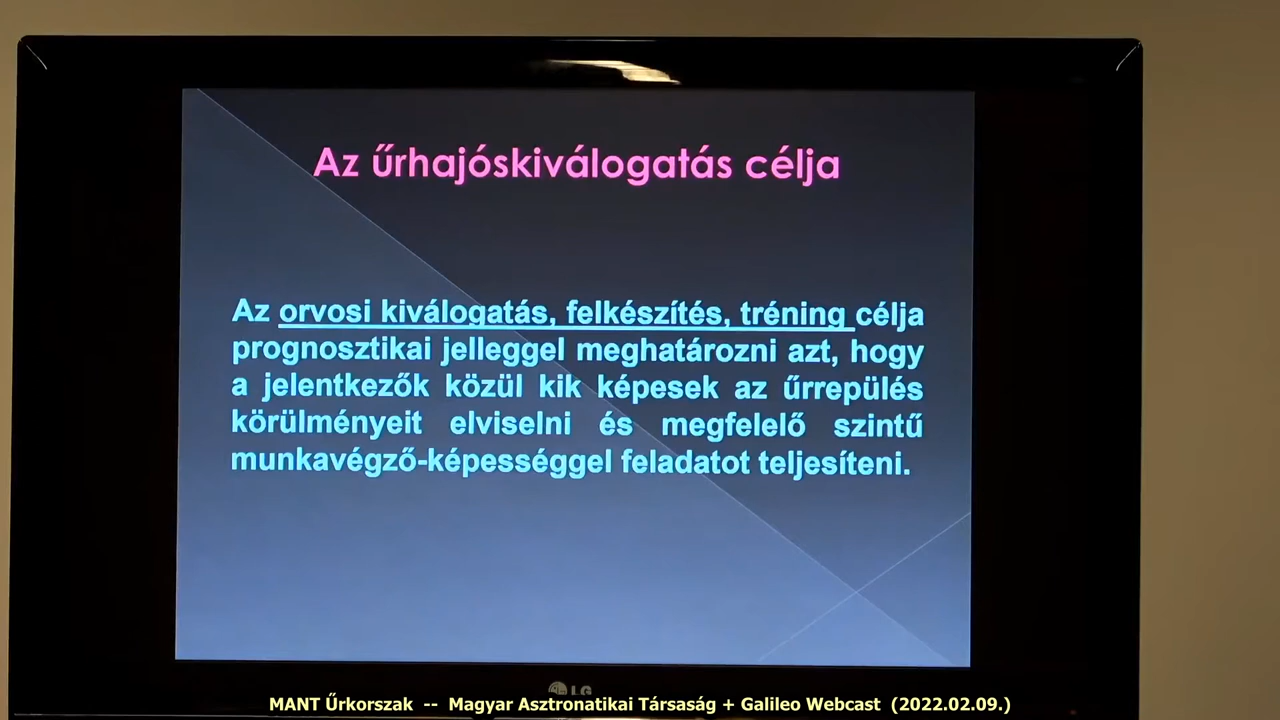 Az űrhajóskiválogatás célja
Az orvosi kiválogatás, felkészítés, tréning célja
prognosztikai jelleggel meghatározni azt, hogy
a jelentkezők közül kik képesek az űrrepülés
körülményeit elviselni és megfelelő szintű
munkavégző-képességgel feladatot teljesíteni.
LG
MANT Űrkorszak -- Magyar Asztronatikai Társaság + Galileo Webcast (2022.02.09.)